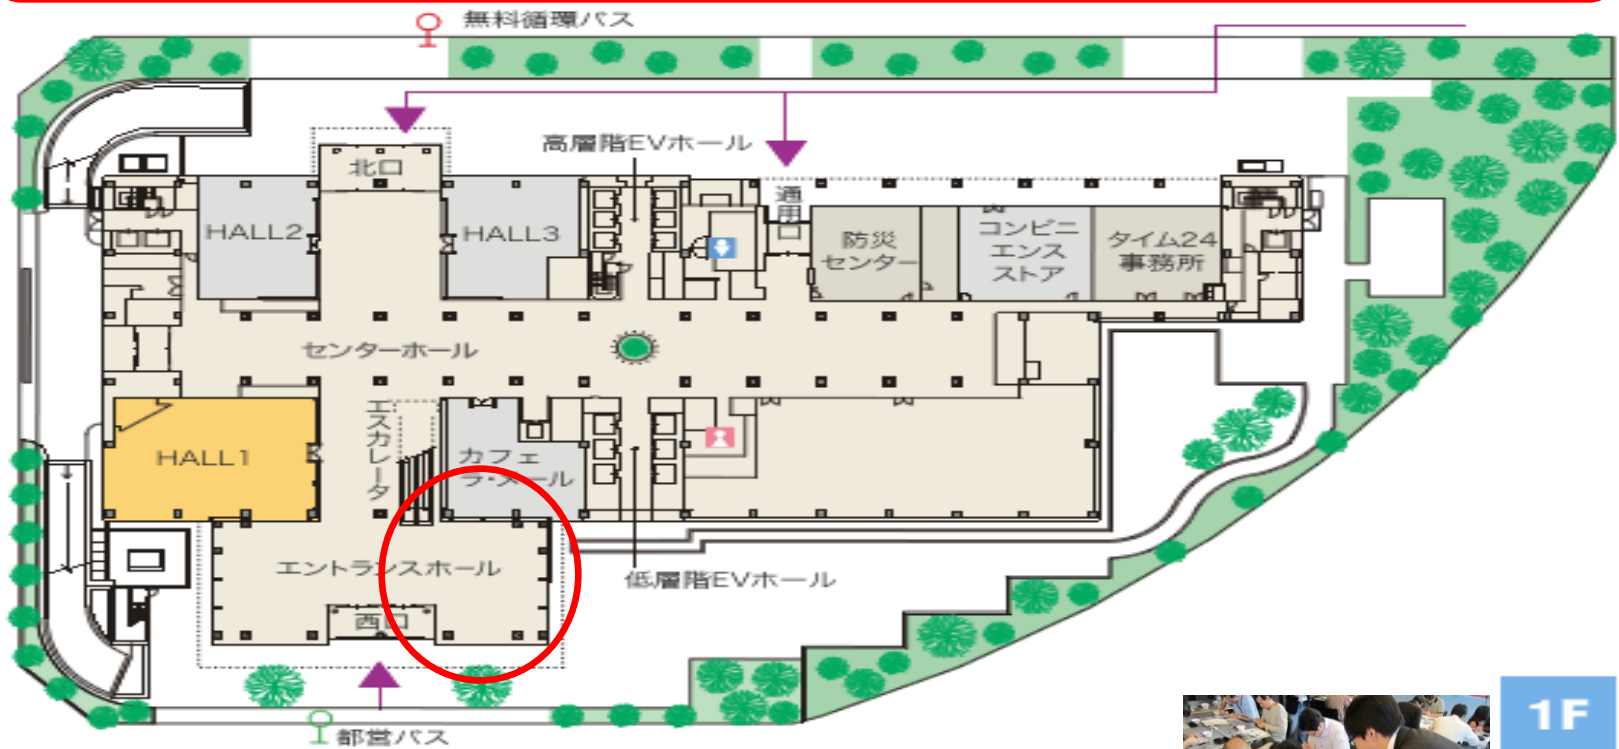 無料循環バス
高層階EVホール
北口
通用
HALL2
HALL3
防災
センター
コンビニ
エンス
ストア
タイム24
事務所
センターホール
エスカレータ
HALL1
カフェ
ラ・メール
エントランスホール
低層階EVホール
西口
都営バス
1F